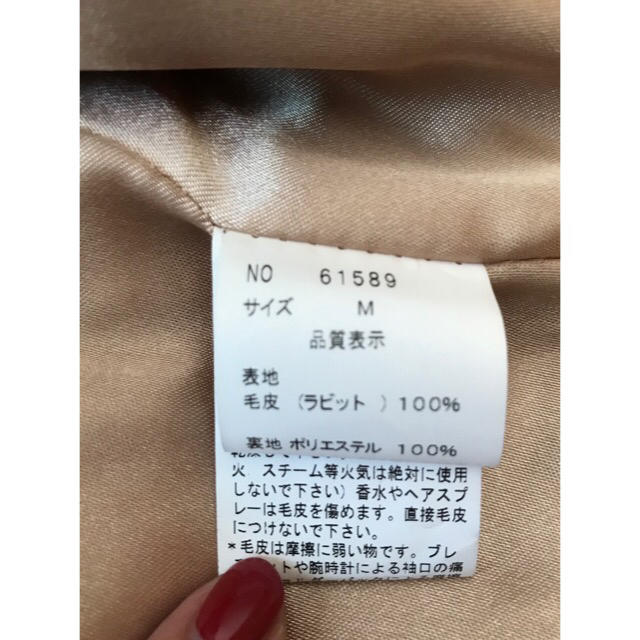 NO 61589
サイズ M
品質表示
表地
毛皮 (ラビット ) 100%
裏地 ポリエステル 100%
火、スチーム等火気は絶対に使用
しないで下さい) 香水やヘアスプ
レーは毛皮を傷めます。直接毛皮
につけないで下さい。
*毛皮は摩擦に弱い物です。ブレ
ットや腕時計による袖口の痛